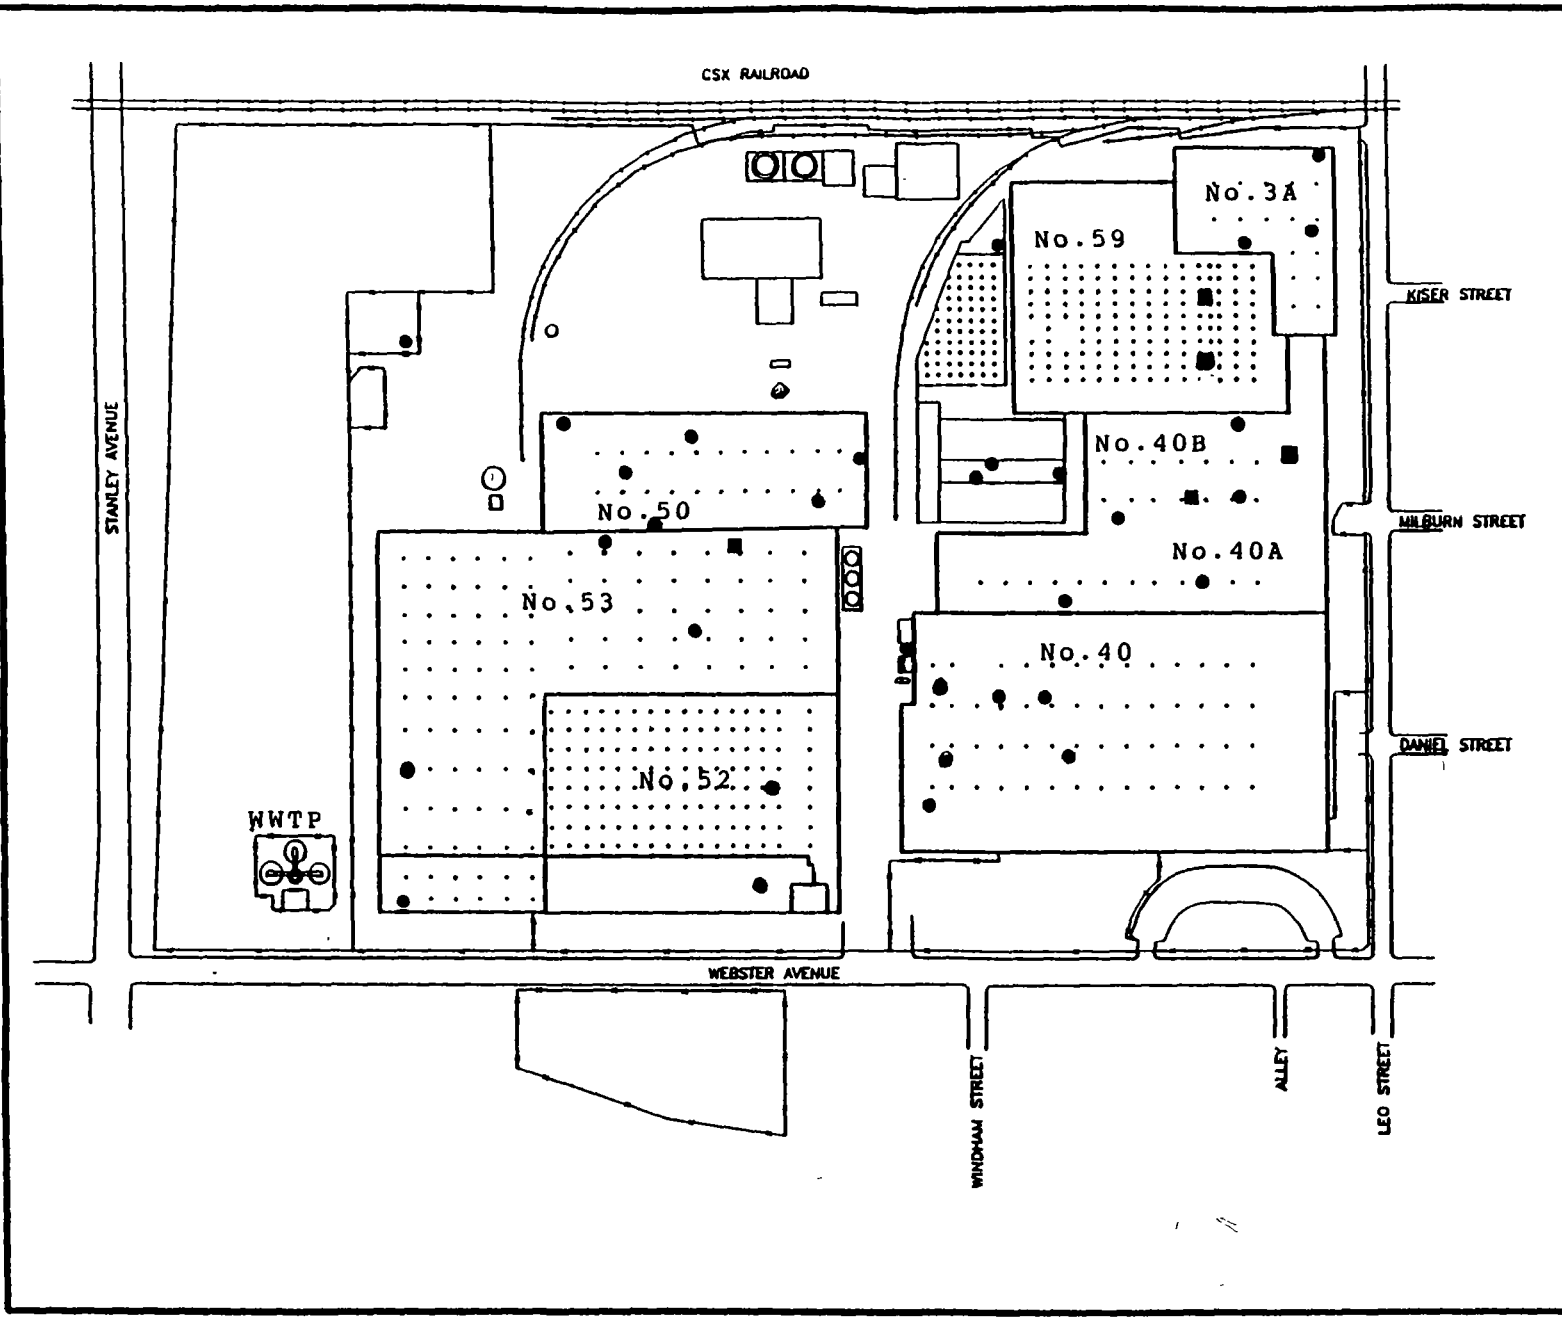 CSX RAILROAD
No.3A
No.59
KISER STREET
STANLEY AVENUE
No.40B
No.50
MILBURN STREET
No.40A
No.53
No.40
DANIEL STREET
No.52
WWTP
WEBSTER AVENUE
WINDHAM STREET
ALLEY
LEO STREET